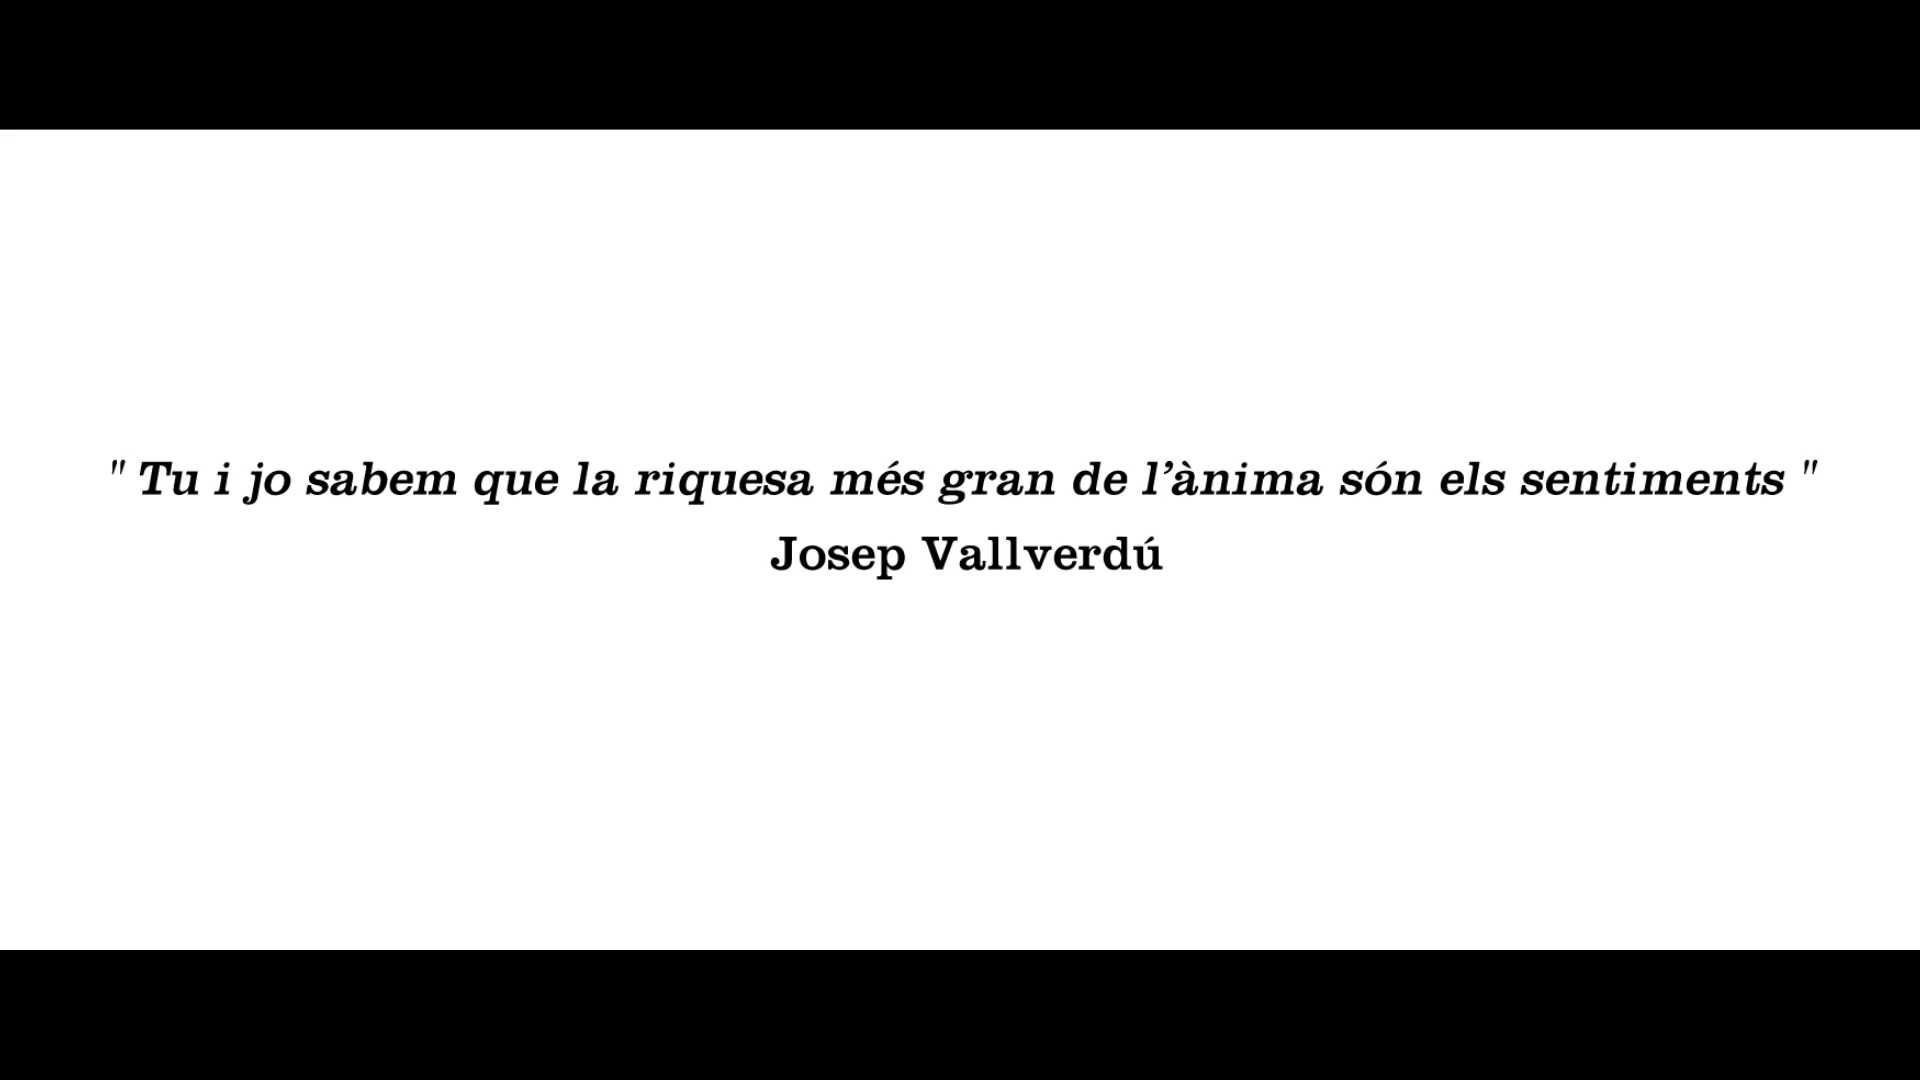 " Tu i jo sabem que la riquesa més gran de l’ànima són els sentiments "
Josep Vallverdú